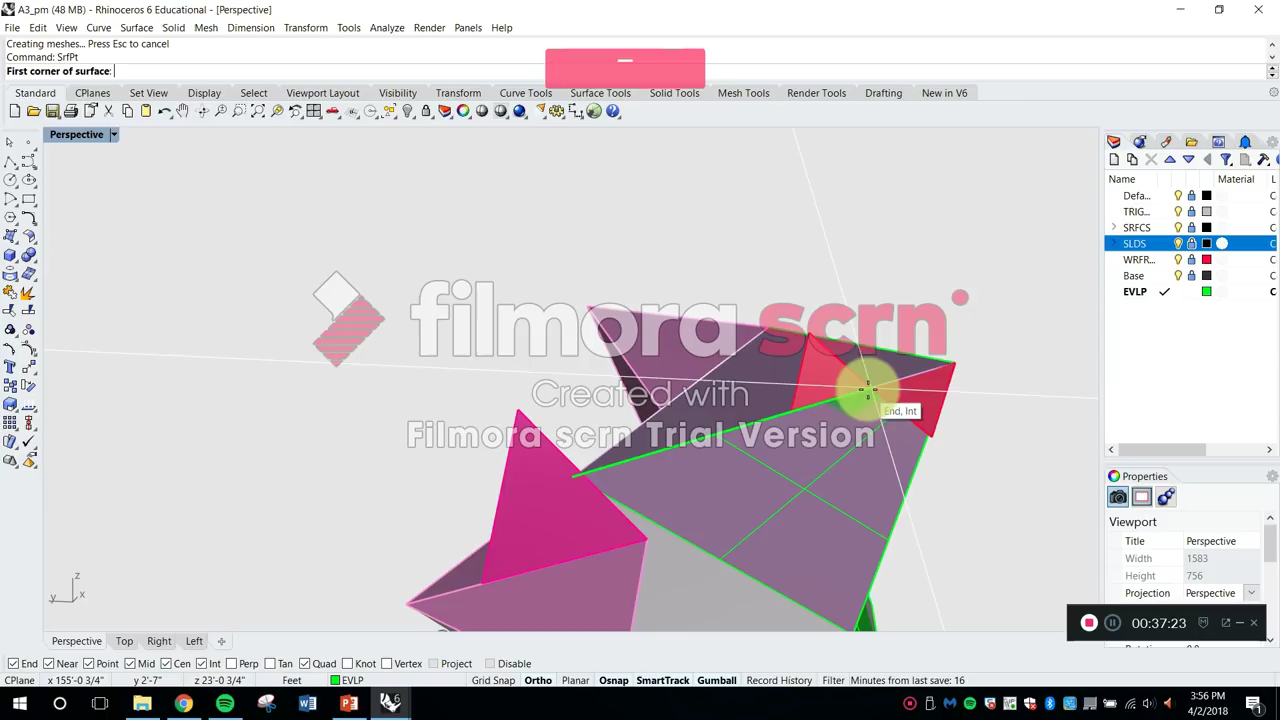 A3_pm (48 MB) - Rhinoceros 6 Educational - [Perspective]
File Edit View Curve Surface Solid Mesh Dimension Transform Tools Analyze Render Panels Help
Creating meshes... Press Esc to cancel
Command: SrfPt
First corner of surface:
Standard CPlanes Set View Display Select Viewport Layout Visibility Transform Curve Tools Surface Tools Solid Tools Mesh Tools Render Tools Drafting New in V6
Perspective
Name Material L
Defa... C
TRIG... C
SRFCS C
SLDS C
WRFR... C
Base C
EVLP C
filmora scrn
Created with
Filmora scrn Trial Version
End, Int
Properties
Viewport
Title Perspective
Width 1583
Height 756
Projection Perspective
00:37:23
z
y x
Perspective Top Right Left
End Near Point Mid Cen Int Perp Tan Quad Knot Vertex Project Disable
CPlane x 155'-0 3/4" y 2'-7" z 23'-0 3/4" Feet EVLP Grid Snap Ortho Planar Osnap SmartTrack Gumball Record History Filter Minutes from last save: 16
3:56 PM
4/2/2018